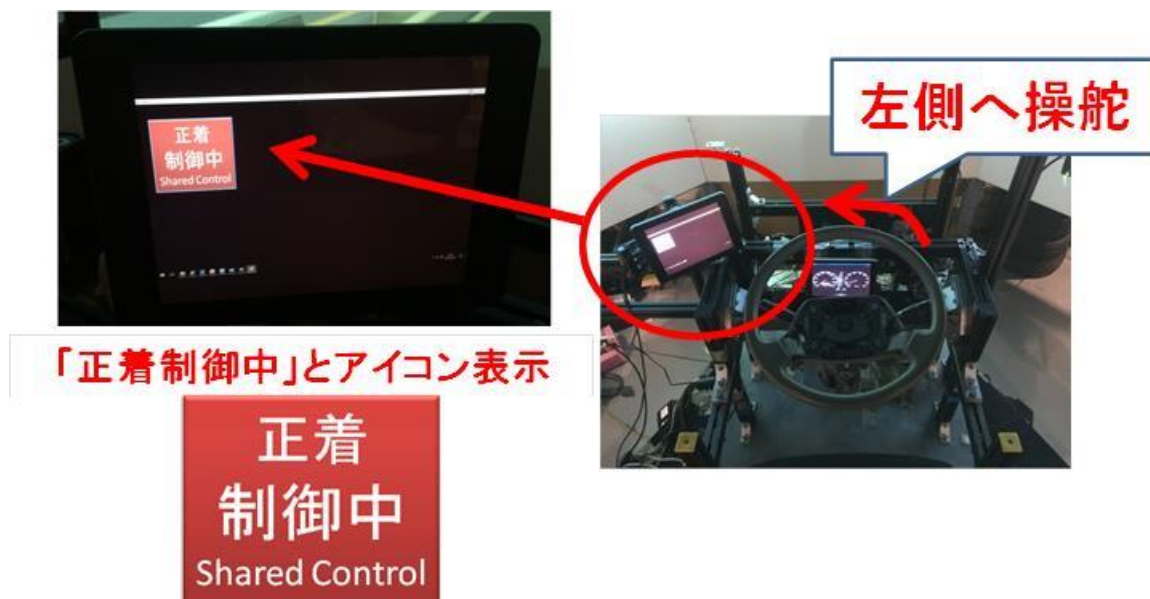 正着
制御中
Shared Control
左側へ操舵
「正着制御中」とアイコン表示
正着
制御中
Shared Control